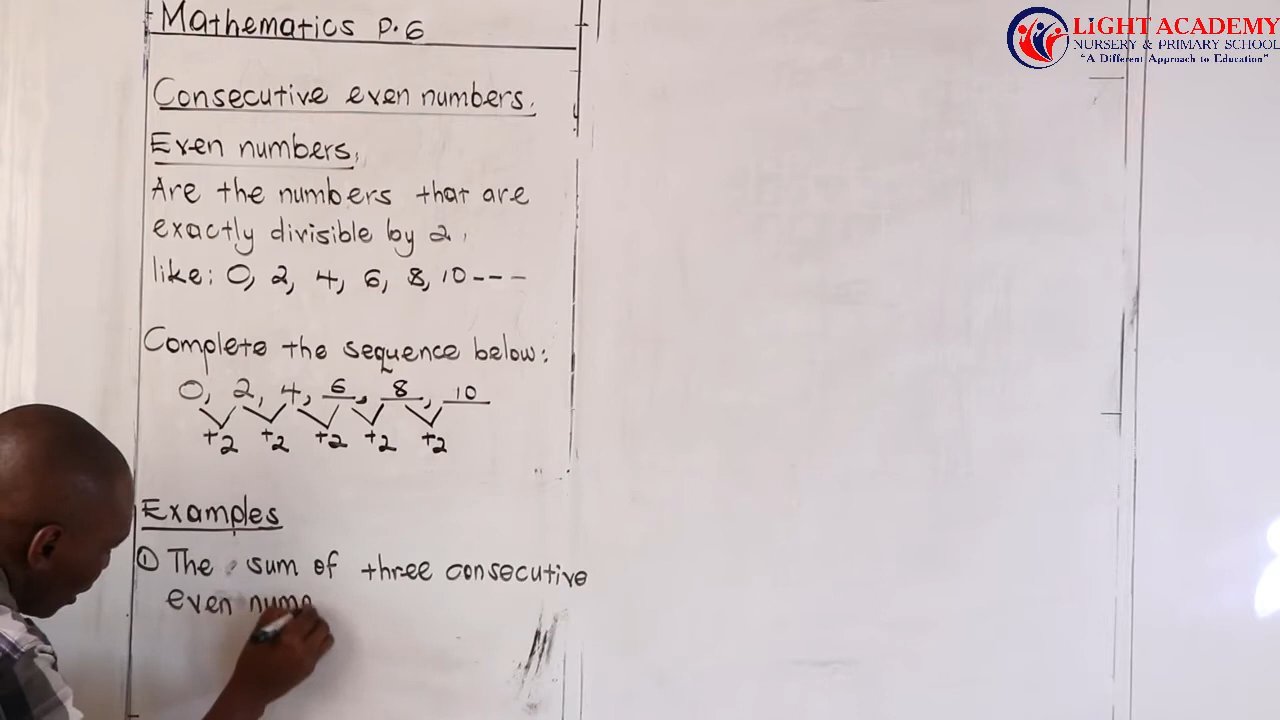 Mathematics P.6
Consecutive even numbers.
Even numbers.
Are the numbers that are
exactly divisible by 2.
like: 0, 2, 4, 6, 8, 10 ---
Complete the sequence below:
0, 2, 4, 6, 8, 10
+2 +2 +2 +2 +2
Examples
① The sum of three consecutive
even num
LIGHT ACADEMY
NURSERY & PRIMARY SCHOOL
"A Different Approach to Education"